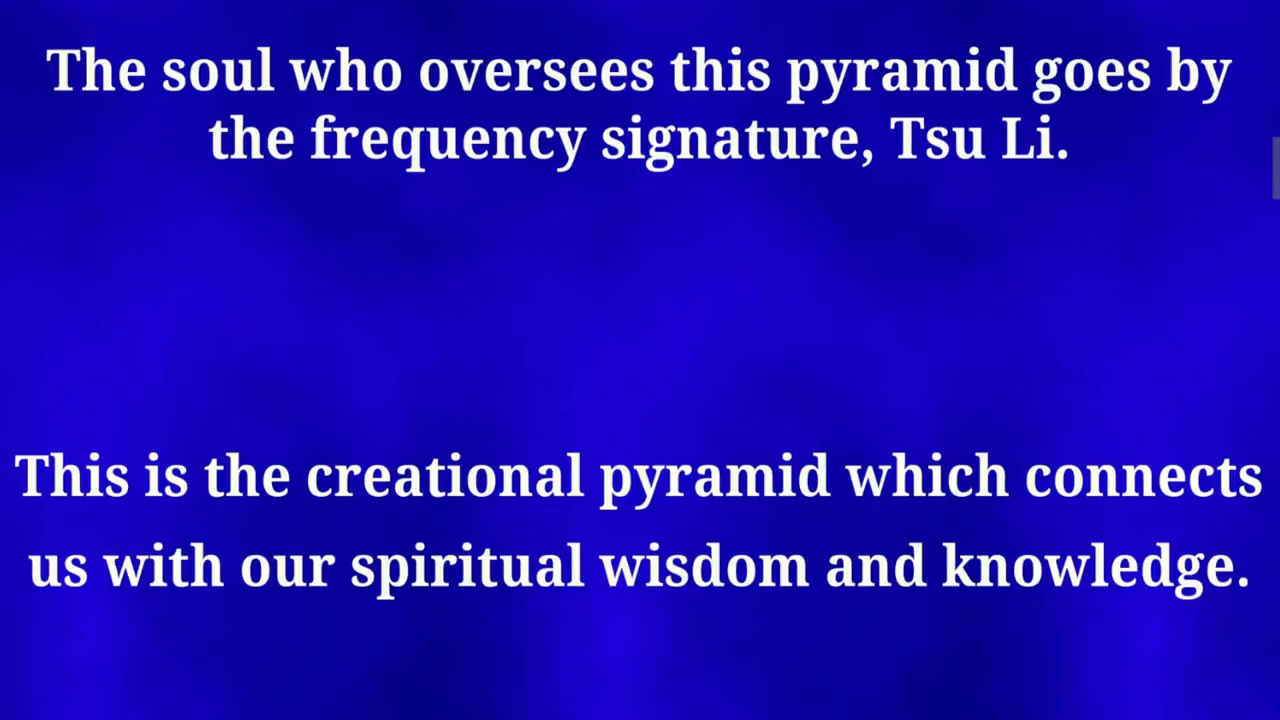 The soul who oversees this pyramid goes by
the frequency signature, Tsu Li.
This is the creational pyramid which connects
us with our spiritual wisdom and knowledge.